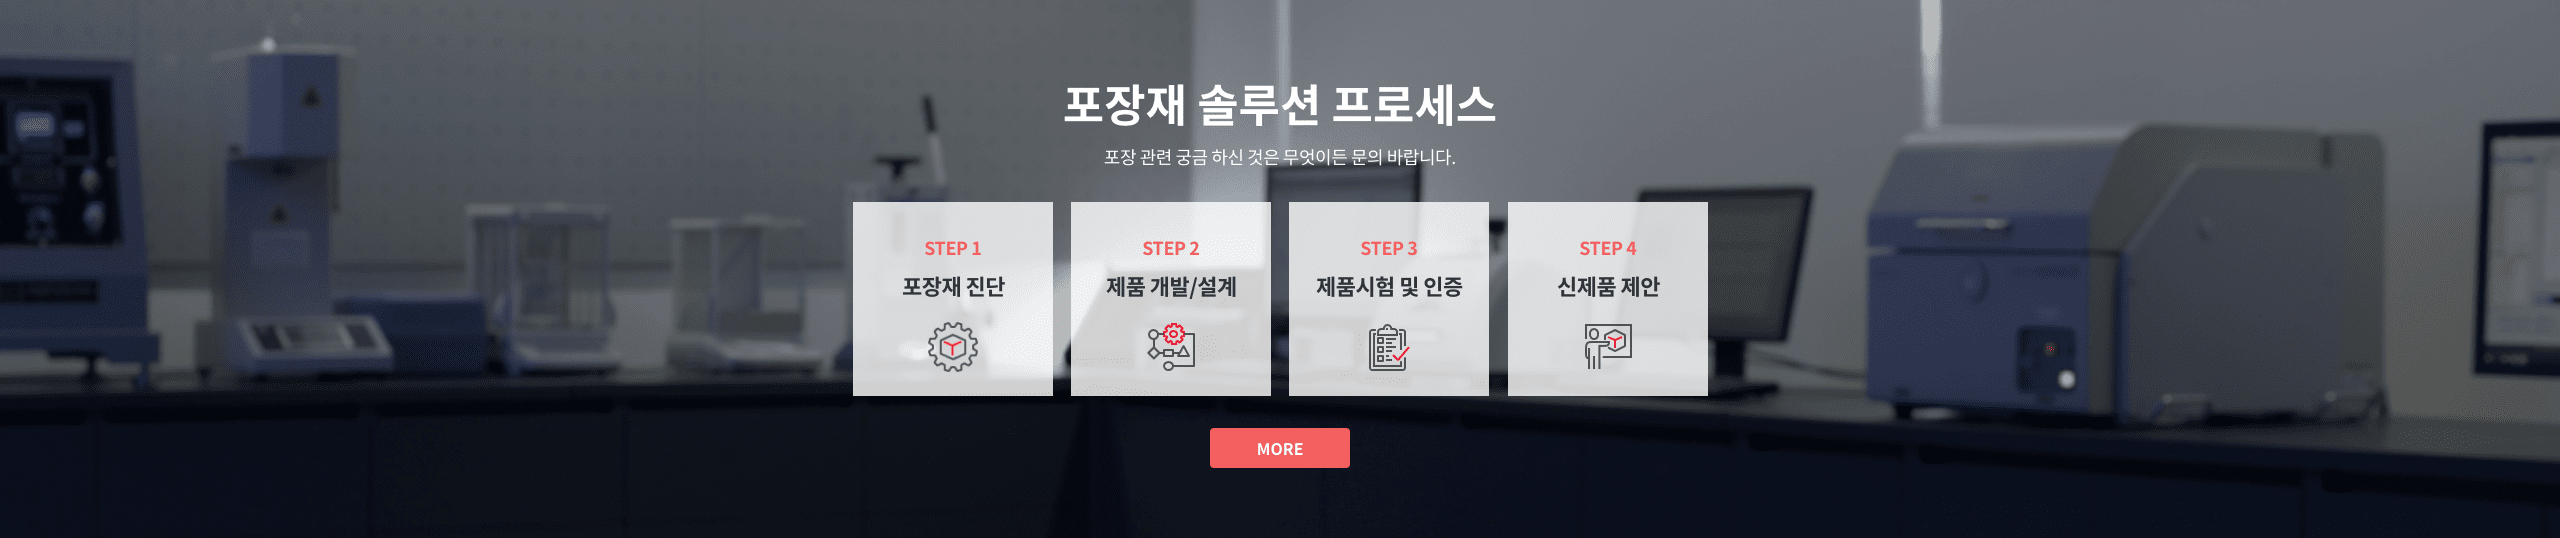 포장재 솔루션 프로세스
포장 관련 궁금 하신 것은 무엇이든 문의 바랍니다.
STEP 1
포장재 진단
STEP 2
제품 개발/설계
STEP 3
제품시험 및 인증
STEP 4
신제품 제안
MORE